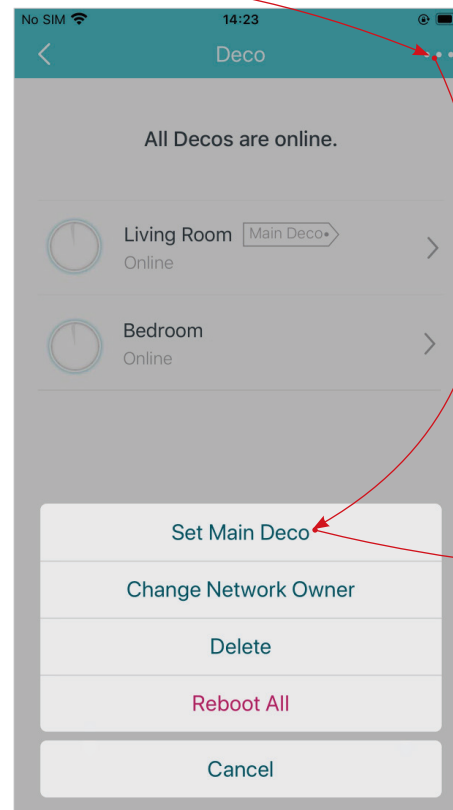 No SIM 14:23
Deco
All Decos are online.
Living Room Main Deco
Online
Bedroom
Online
Set Main Deco
Change Network Owner
Delete
Reboot All
Cancel